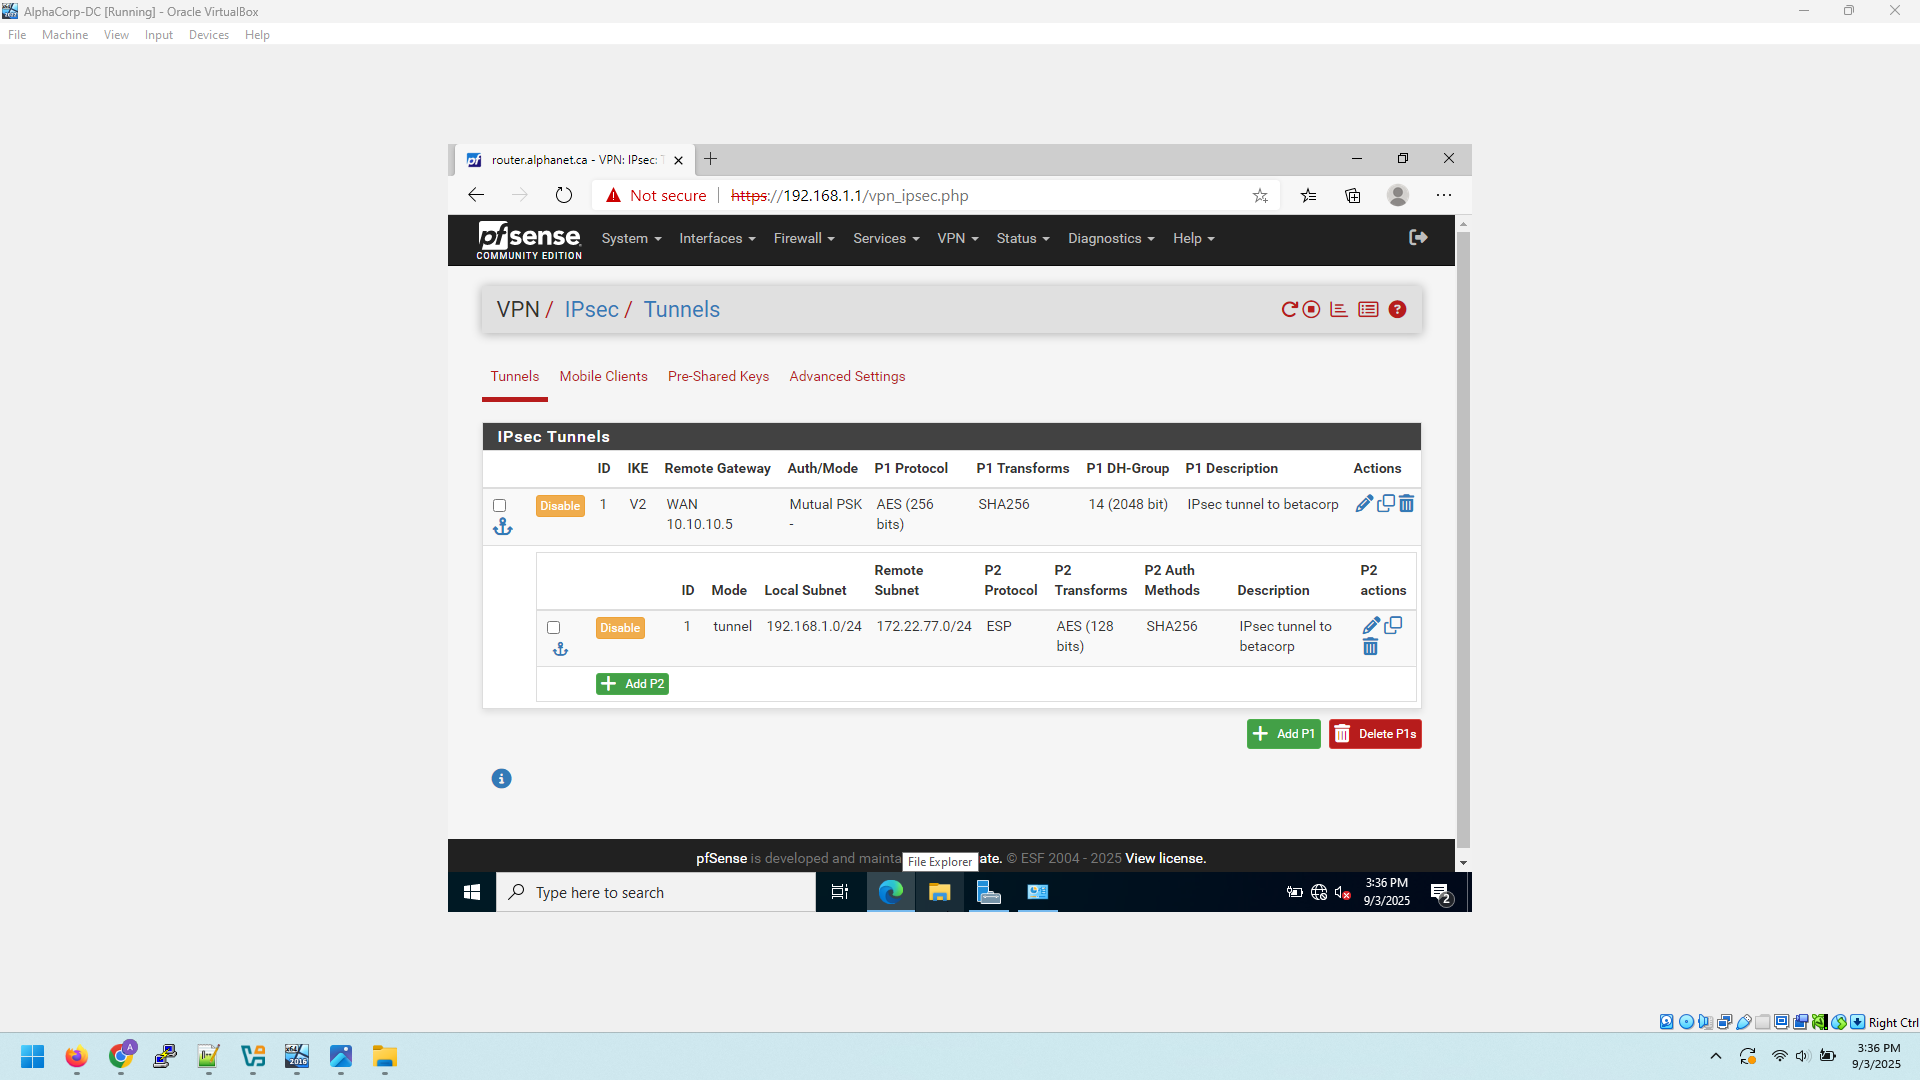 AlphaCorp-DC [Running] - Oracle VirtualBox
File Machine View Input Devices Help
router.alphanet.ca - VPN: IPsec:
Not secure https://192.168.1.1/vpn_ipsec.php
pfsense
COMMUNITY EDITION
System Interfaces Firewall Services VPN Status Diagnostics Help
VPN / IPsec / Tunnels
Tunnels Mobile Clients Pre-Shared Keys Advanced Settings
IPsec Tunnels
ID IKE Remote Gateway Auth/Mode P1 Protocol P1 Transforms P1 DH-Group P1 Description Actions
Disable 1 V2 WAN Mutual PSK AES (256 SHA256 14 (2048 bit) IPsec tunnel to betacorp
10.10.10.5 - bits)
Remote P2 P2 P2 Auth P2
ID Mode Local Subnet Subnet Protocol Transforms Methods Description actions
Disable 1 tunnel 192.168.1.0/24 172.22.77.0/24 ESP AES (128 SHA256 IPsec tunnel to
bits) betacorp
Add P2
Add P1 Delete P1s
pfSense is developed and mainta ate. © ESF 2004 - 2025 View license.
File Explorer
Type here to search
3:36 PM
9/3/2025
2
Right Ctrl
3:36 PM
9/3/2025